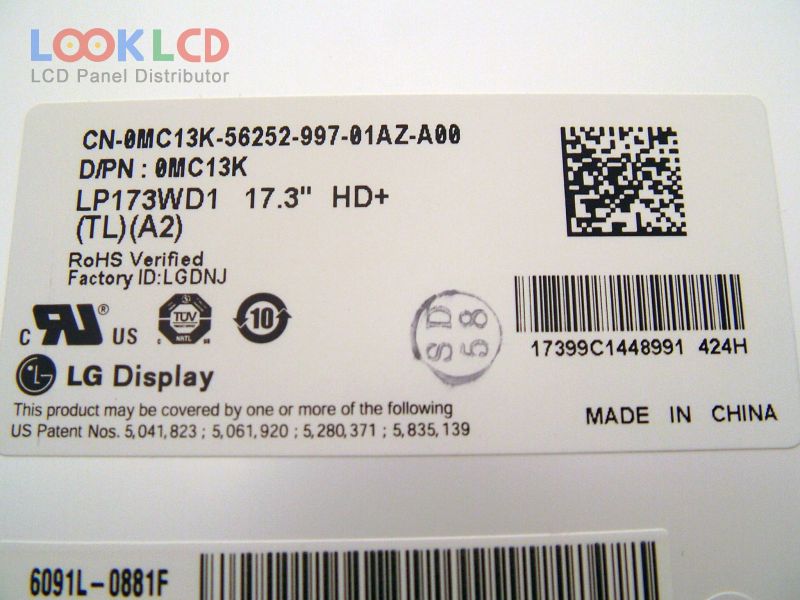 LOOKLCD
LCD Panel Distributor
CN-0MC13K-56252-997-01AZ-A00
D/PN : 0MC13K
LP173WD1 17.3" HD+
(TL)(A2)
RoHS Verified
Factory ID:LGDNJ
c RU ® US
TÜV
NRTL
10
SD
58
17399C1448991 424H
LG Display
This product may be covered by one or more of the following
US Patent Nos. 5,041,823 ; 5,061,920 ; 5,280,371 ; 5,835,139
MADE IN CHINA
6091L-0881F